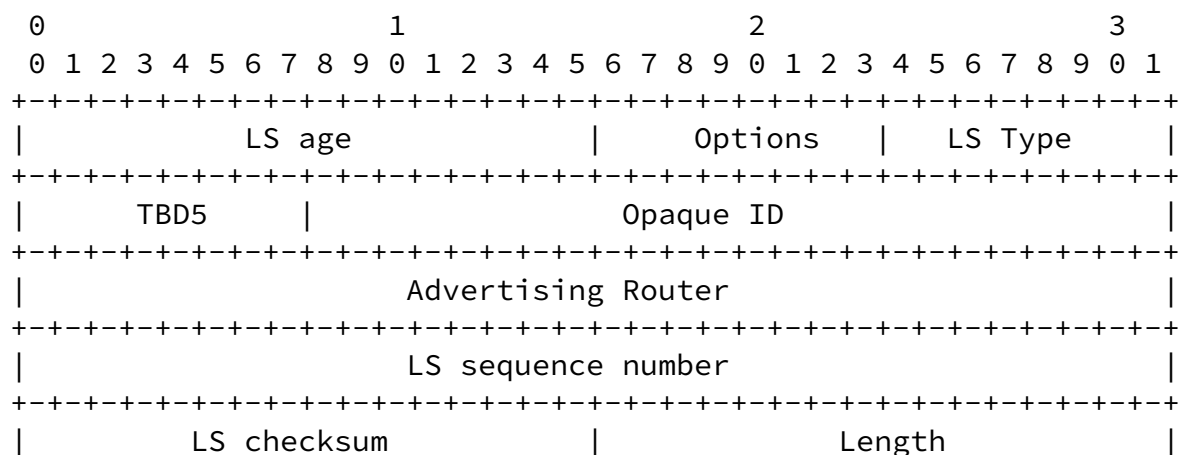 0                   1                   2                   3
 0 1 2 3 4 5 6 7 8 9 0 1 2 3 4 5 6 7 8 9 0 1 2 3 4 5 6 7 8 9 0 1
+-+-+-+-+-+-+-+-+-+-+-+-+-+-+-+-+-+-+-+-+-+-+-+-+-+-+-+-+-+-+-+-+
|            LS age             |     Options   |   LS Type     |
+-+-+-+-+-+-+-+-+-+-+-+-+-+-+-+-+-+-+-+-+-+-+-+-+-+-+-+-+-+-+-+-+
|      TBD5     |                 Opaque ID                     |
+-+-+-+-+-+-+-+-+-+-+-+-+-+-+-+-+-+-+-+-+-+-+-+-+-+-+-+-+-+-+-+-+
|                     Advertising Router                        |
+-+-+-+-+-+-+-+-+-+-+-+-+-+-+-+-+-+-+-+-+-+-+-+-+-+-+-+-+-+-+-+-+
|                     LS sequence number                        |
+-+-+-+-+-+-+-+-+-+-+-+-+-+-+-+-+-+-+-+-+-+-+-+-+-+-+-+-+-+-+-+-+
|         LS checksum           |             Length            |